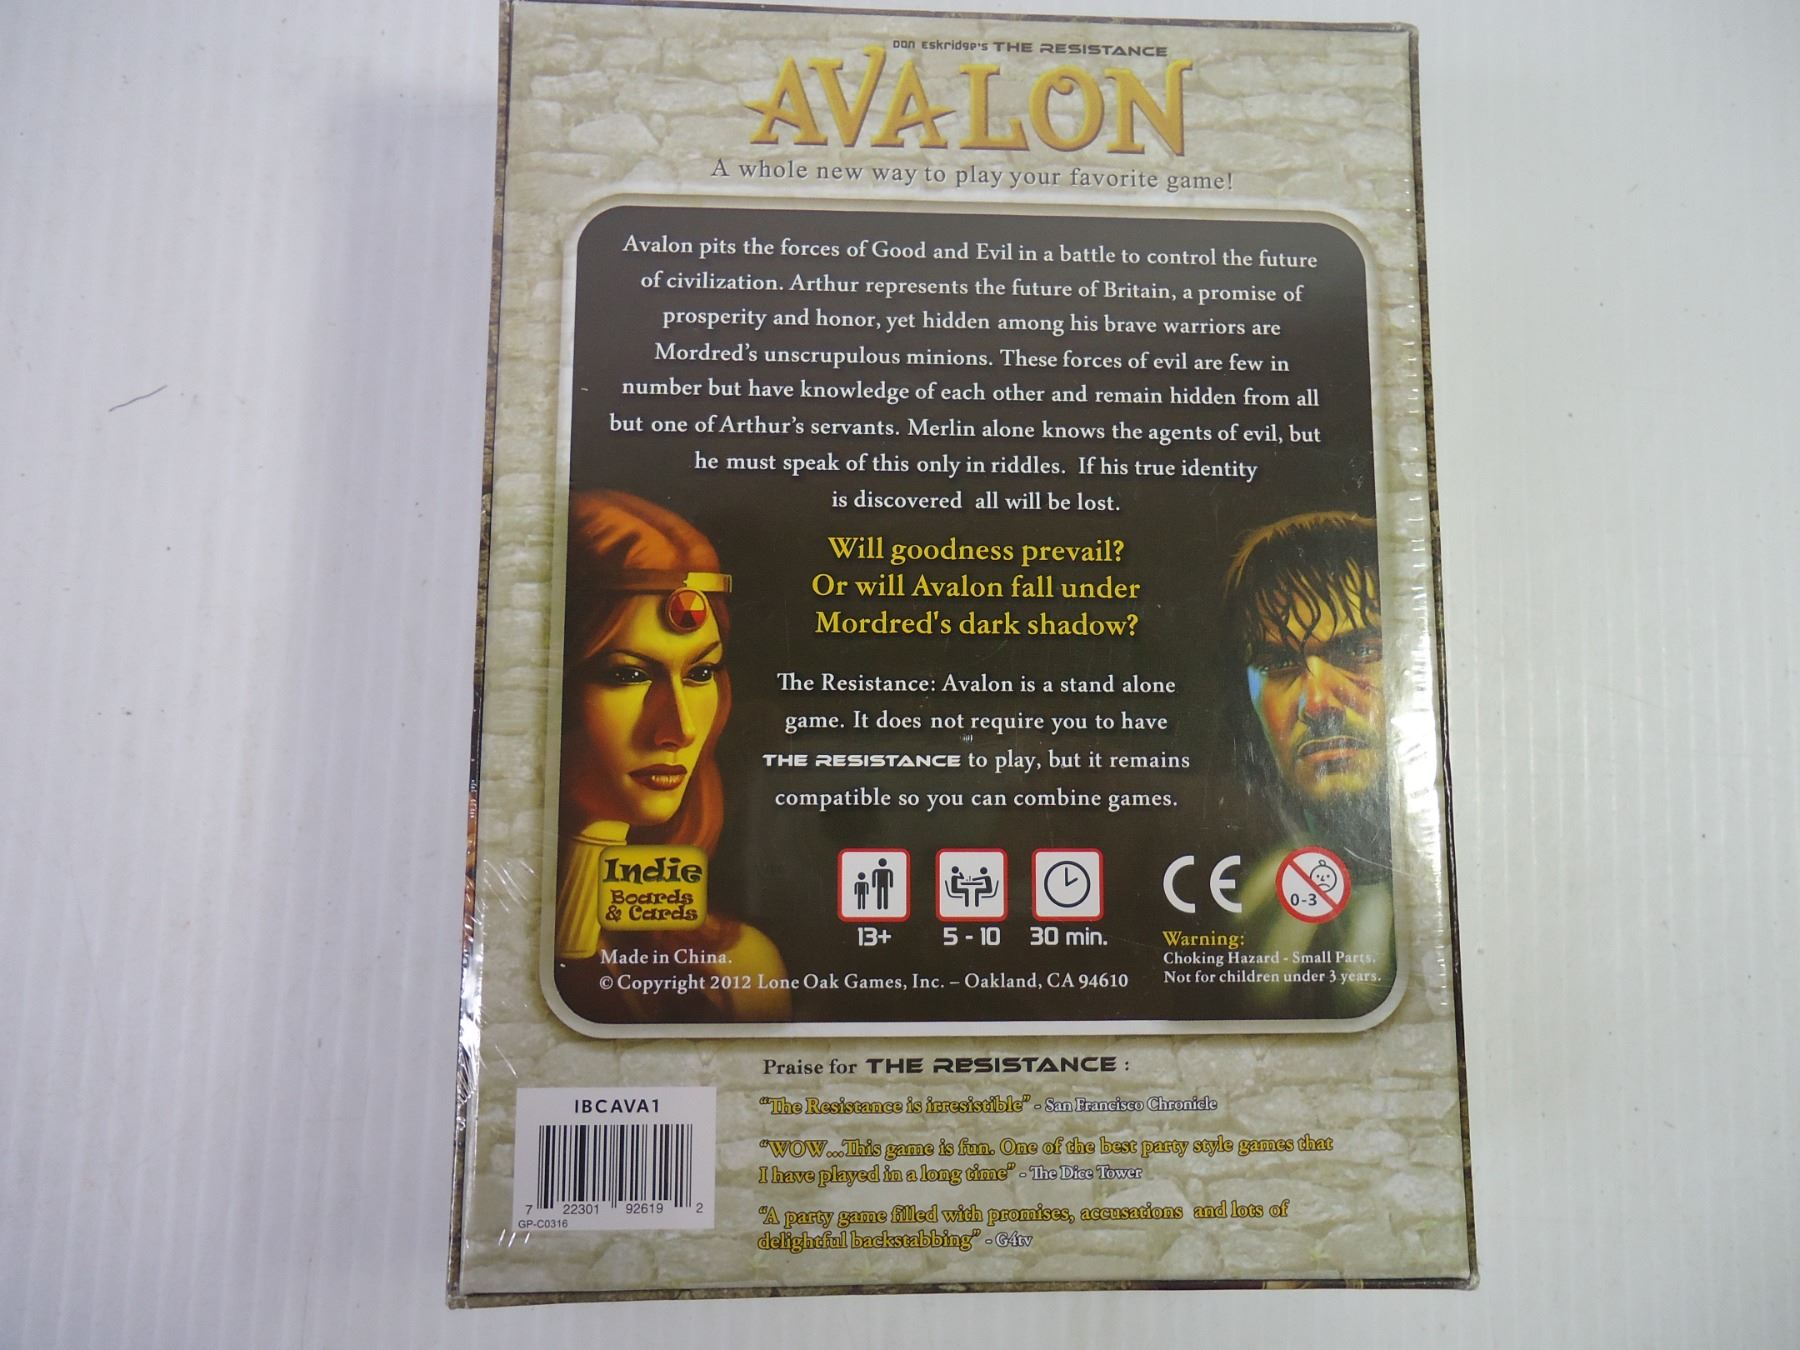 Don Eskridge's THE RESISTANCE
AVALON
A whole new way to play your favorite game!
Avalon pits the forces of Good and Evil in a battle to control the future
of civilization. Arthur represents the future of Britain, a promise of
prosperity and honor, yet hidden among his brave warriors are
Mordred's unscrupulous minions. These forces of evil are few in
number but have knowledge of each other and remain hidden from all
but one of Arthur's servants. Merlin alone knows the agents of evil, but
he must speak of this only in riddles. If his true identity
is discovered all will be lost.
Will goodness prevail?
Or will Avalon fall under
Mordred's dark shadow?
The Resistance: Avalon is a stand alone
game. It does not require you to have
THE RESISTANCE to play, but it remains
compatible so you can combine games.
Indie
Boards
& Cards
13+
5 - 10
30 min.
CE
0-3
Made in China.
© Copyright 2012 Lone Oak Games, Inc. – Oakland, CA 94610
Warning:
Choking Hazard - Small Parts.
Not for children under 3 years.
Praise for THE RESISTANCE :
"The Resistance is irresistible" - San Francisco Chronicle
"WOW...This game is fun. One of the best party style games that
I have played in a long time" - The Dice Tower
"A party game filled with promises, accusations and lots of
delightful backstabbing" - G4tv
IBCAVA1
7 22301 92619 2
GP-C0316